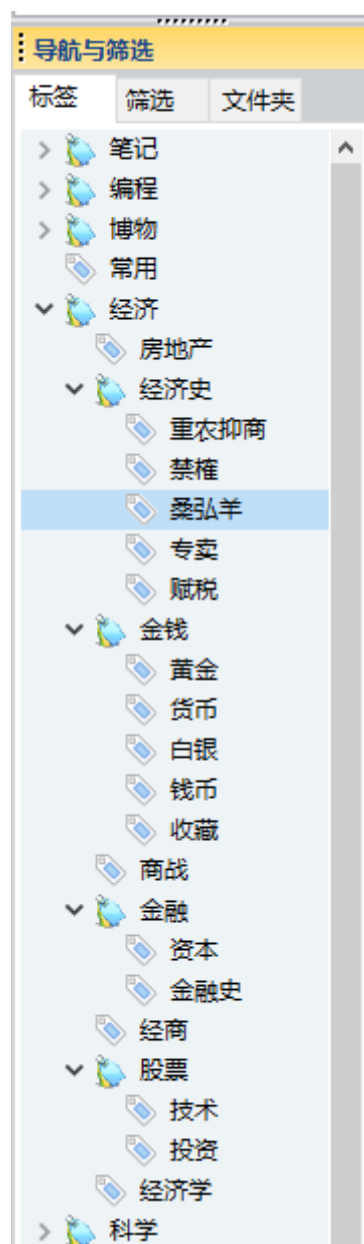 导航与筛选
标签 筛选 文件夹
笔记
编程
博物
常用
经济
房地产
经济史
重农抑商
禁榷
桑弘羊
专卖
赋税
金钱
黄金
货币
白银
钱币
收藏
商战
金融
资本
金融史
经商
股票
技术
投资
经济学
科学